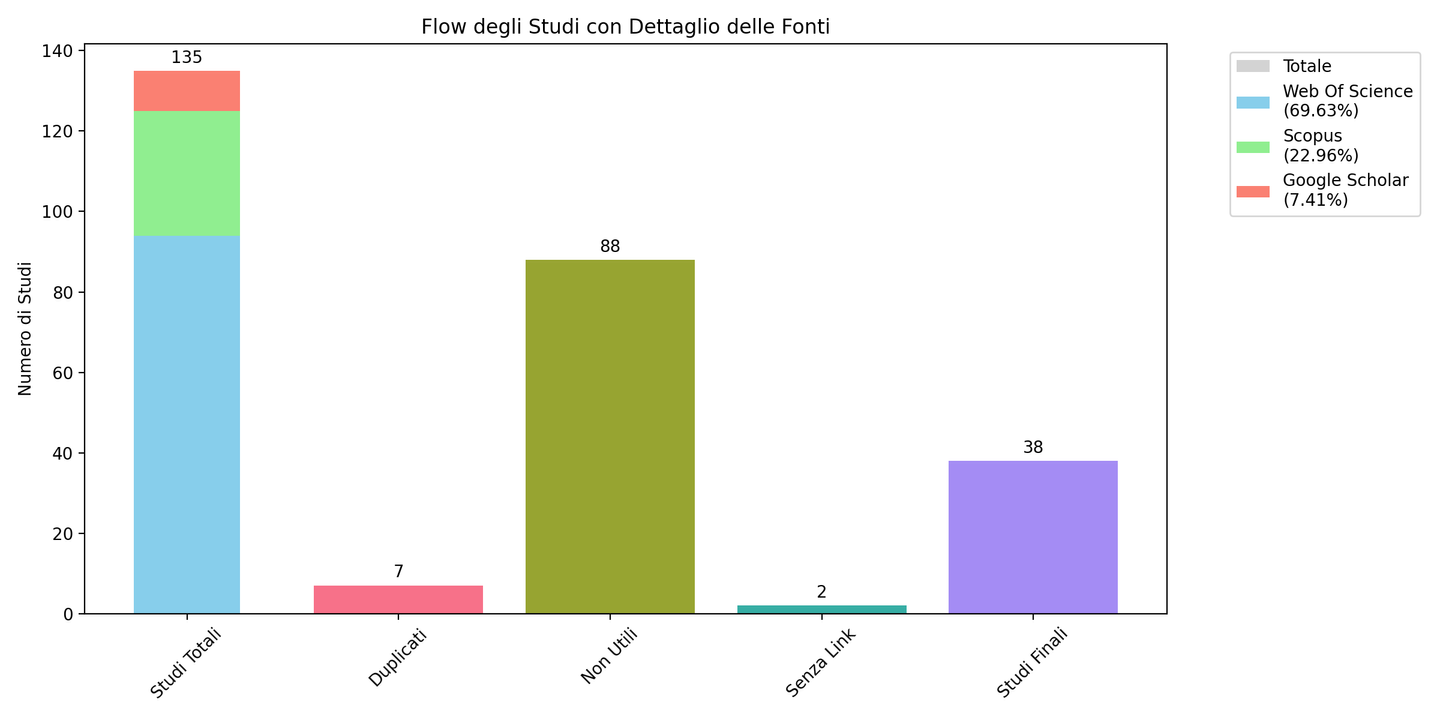 Flow degli Studi con Dettaglio delle Fonti
Numero di Studi
140
120
100
80
60
40
20
0
135
7
88
2
38
Studi Totali
Duplicati
Non Utili
Senza Link
Studi Finali
Totale
Web Of Science
(69.63%)
Scopus
(22.96%)
Google Scholar
(7.41%)